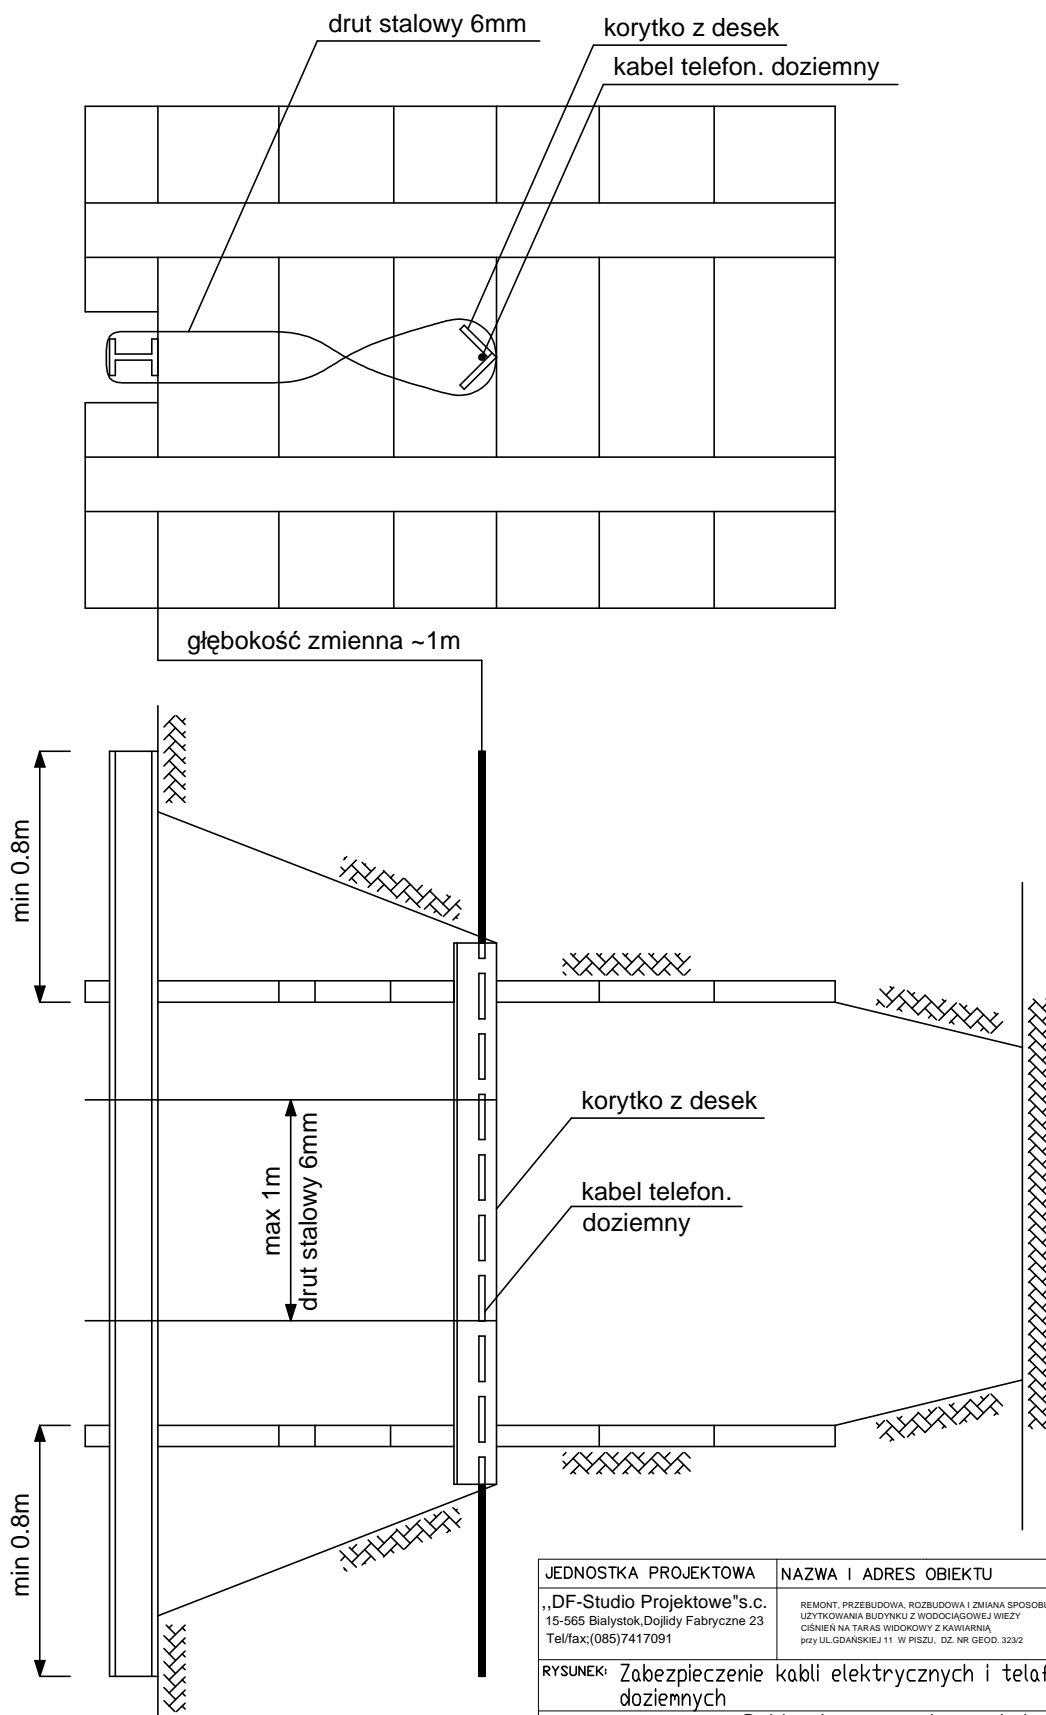 drut stalowy 6mm
korytko z desek
kabel telefon. doziemny
głębokość zmienna ~1m
min 0.8m
max 1m
drut stalowy 6mm
korytko z desek
kabel telefon.
doziemny
min 0.8m
JEDNOSTKA PROJEKTOWA
,,DF-Studio Projektowe"s.c.
15-565 Bialystok,Dojlidy Fabryczne 23
Tel/fax;(085)7417091
NAZWA I ADRES OBIEKTU
REMONT, PRZEBUDOWA, ROZBUDOWA I ZMIANA SPOSOBU
UŻYTKOWANIA BUDYNKU Z WODOCIĄGOWEJ WIEŻY
CIŚNIEŃ NA TARAS WIDOKOWY Z KAWIARNIĄ
przy UL.GDAŃSKIEJ 11 W PISZU, DZ. NR GEOD. 323/2
RYSUNEK: Zabezpieczenie kabli elektrycznych i telaf
doziemnych